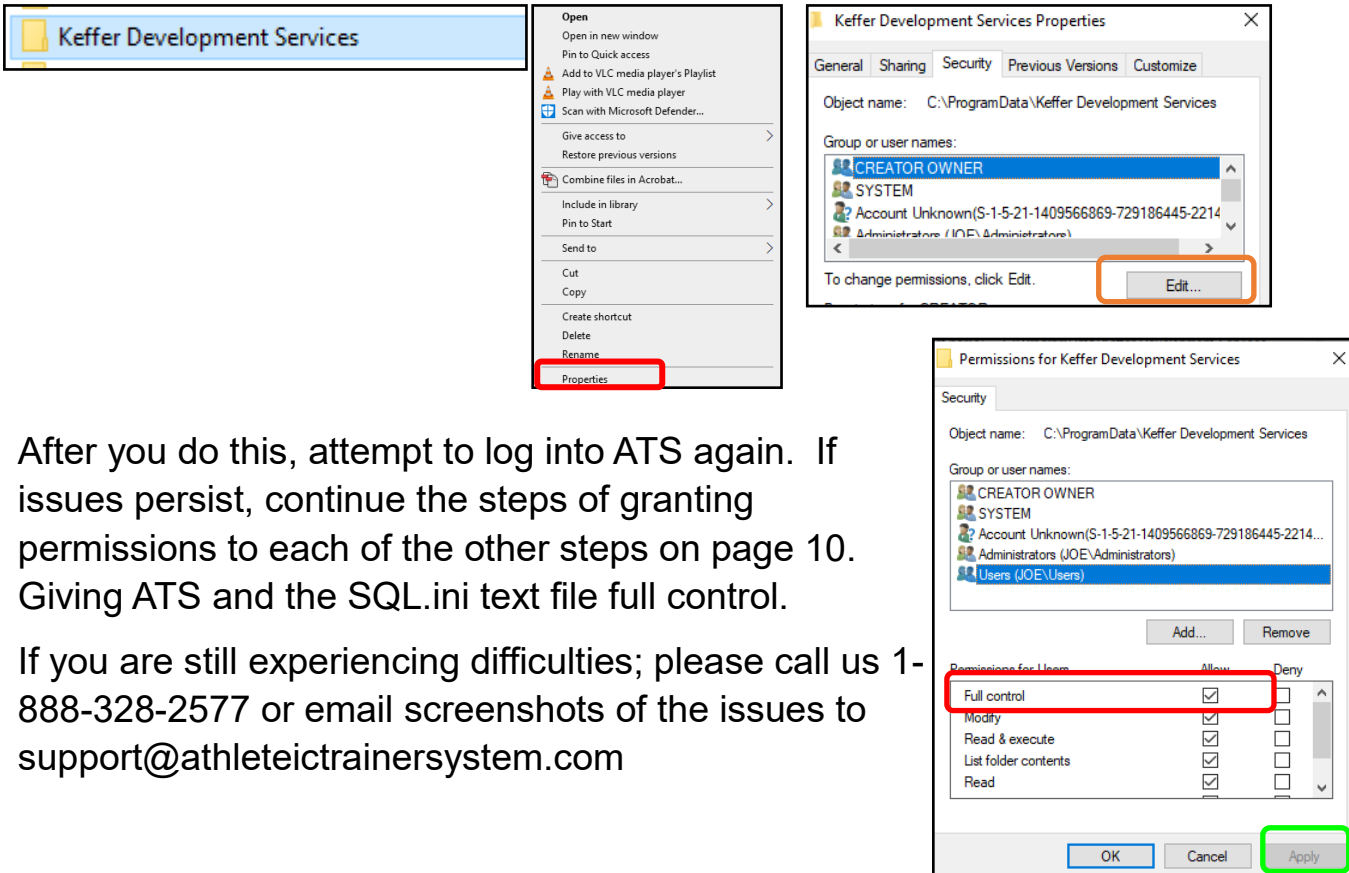 Keffer Development Services
Open
Open in new window
Pin to Quick access
Add to VLC media player's Playlist
Play with VLC media player
Scan with Microsoft Defender...
Give access to
Restore previous versions
Combine files in Acrobat...
Include in library
Pin to Start
Send to
Cut
Copy
Create shortcut
Delete
Rename
Properties
Keffer Development Services Properties
General Sharing Security Previous Versions Customize
Object name: C:\ProgramData\Keffer Development Services
Group or user names:
CREATOR OWNER
SYSTEM
Account Unknown(S-1-5-21-1409566869-729186445-2214
Administrators (JOE\Administrators)
To change permissions, click Edit.
Edit...
After you do this, attempt to log into ATS again. If
issues persist, continue the steps of granting
permissions to each of the other steps on page 10.
Giving ATS and the SQL.ini text file full control.
If you are still experiencing difficulties; please call us 1-
888-328-2577 or email screenshots of the issues to
support@athleteictrainersystem.com
Permissions for Keffer Development Services
Security
Object name: C:\ProgramData\Keffer Development Services
Group or user names:
CREATOR OWNER
SYSTEM
Account Unknown(S-1-5-21-1409566869-729186445-2214...
Administrators (JOE\Administrators)
Users (JOE\Users)
Add... Remove
Permissions for Users Allow Deny
Full control
Modify
Read & execute
List folder contents
Read
OK Cancel Apply